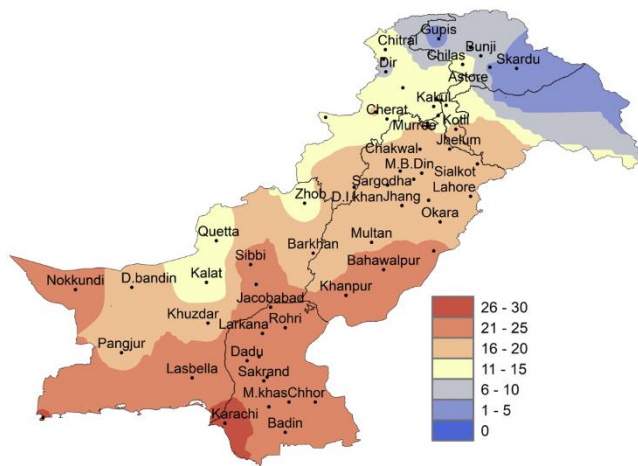 Gupis
Chitral
Bunji
Chilas
Skardu
Dir
Astore
Kakul
Cherat
Murree
Kotli
Chakwal
Jhelum
M.B.Din
Sialkot
Sargodha
Zhob
D.I.khan
Jhang
Lahore
Okara
Quetta
Multan
Barkhan
Sibbi
Bahawalpur
Nokkundi
D.bandin
Kalat
Khanpur
Jacobabad
Khuzdar
Larkana
Rohri
Pangjur
Dadu
Lasbella
Sakrand
M.khas
Chhor
Karachi
Badin
26 - 30
21 - 25
16 - 20
11 - 15
6 - 10
1 - 5
0